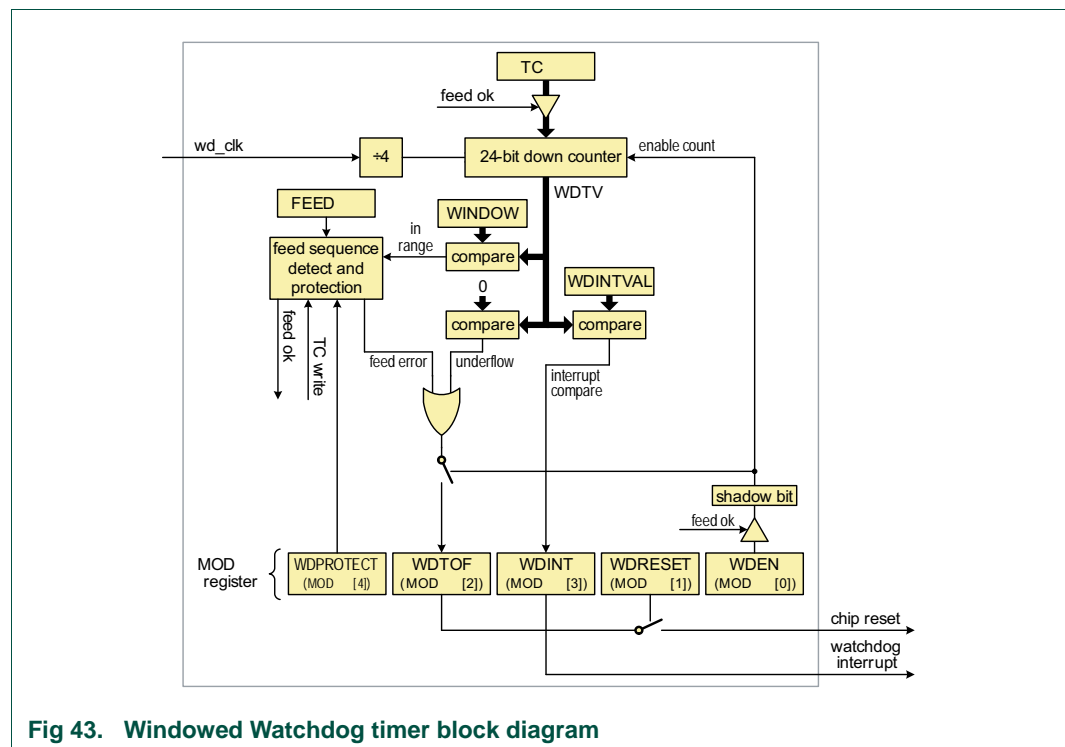 TC
feed ok
wd_clk
÷4
24-bit down counter
enable count
WDTV
FEED
WINDOW
in
range
feed sequence
detect and
protection
compare
WDINTVAL
0
compare
compare
feed ok
TC write
feed error
underflow
interrupt
compare
shadow bit
feed ok
MOD
register
WDPROTECT
(MOD [4])
WDTOF
(MOD [2])
WDINT
(MOD [3])
WDRESET
(MOD [1])
WDEN
(MOD [0])
chip reset
watchdog
interrupt
Fig 43. Windowed Watchdog timer block diagram